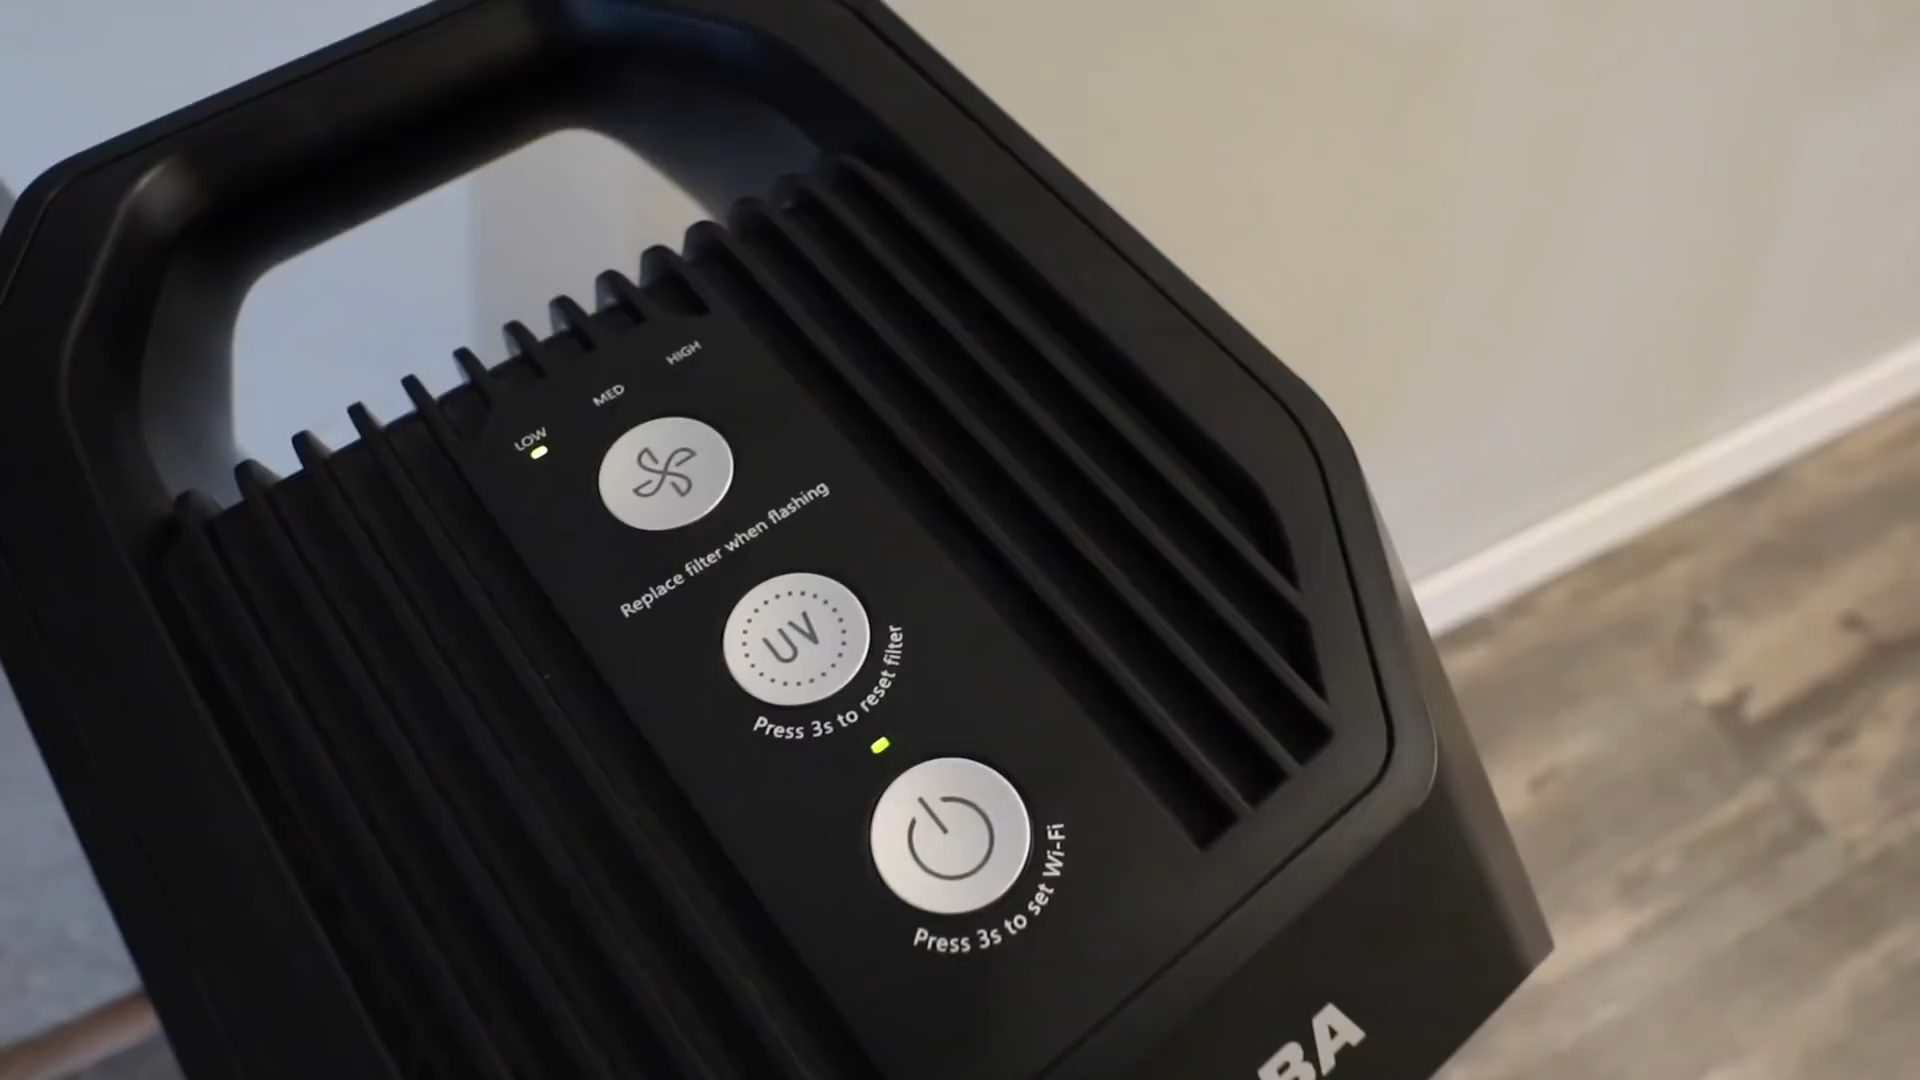 LOW
MED
HIGH
Replace filter when flashing
UV
Press 3s to reset filter
Press 3s to set Wi-Fi
BA